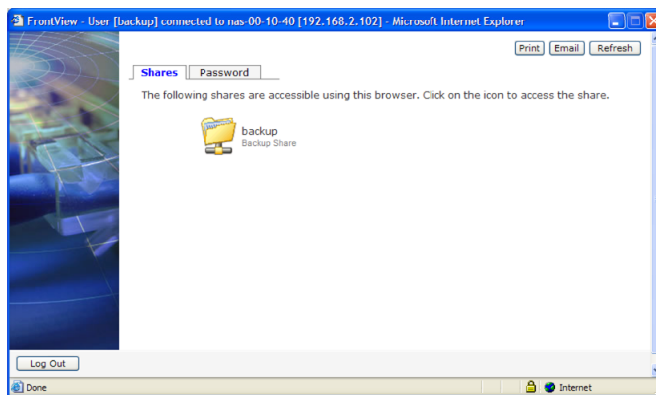 FrontView - User [backup] connected to nas-00-10-40 [192.168.2.102] - Microsoft Internet Explorer
Print Email Refresh
Shares Password
The following shares are accessible using this browser. Click on the icon to access the share.
backup
Backup Share
Log Out
Done Internet